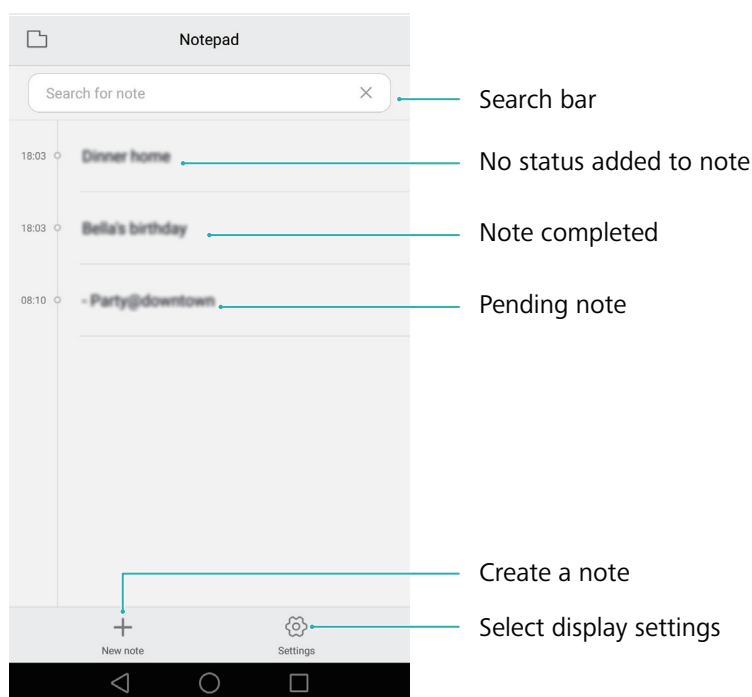 Notepad
Search for note
Search bar
18:03 Dinner home
No status added to note
18:03 Bella's birthday
Note completed
08:10 - Party@downtown
Pending note
Create a note
New note
Settings
Select display settings